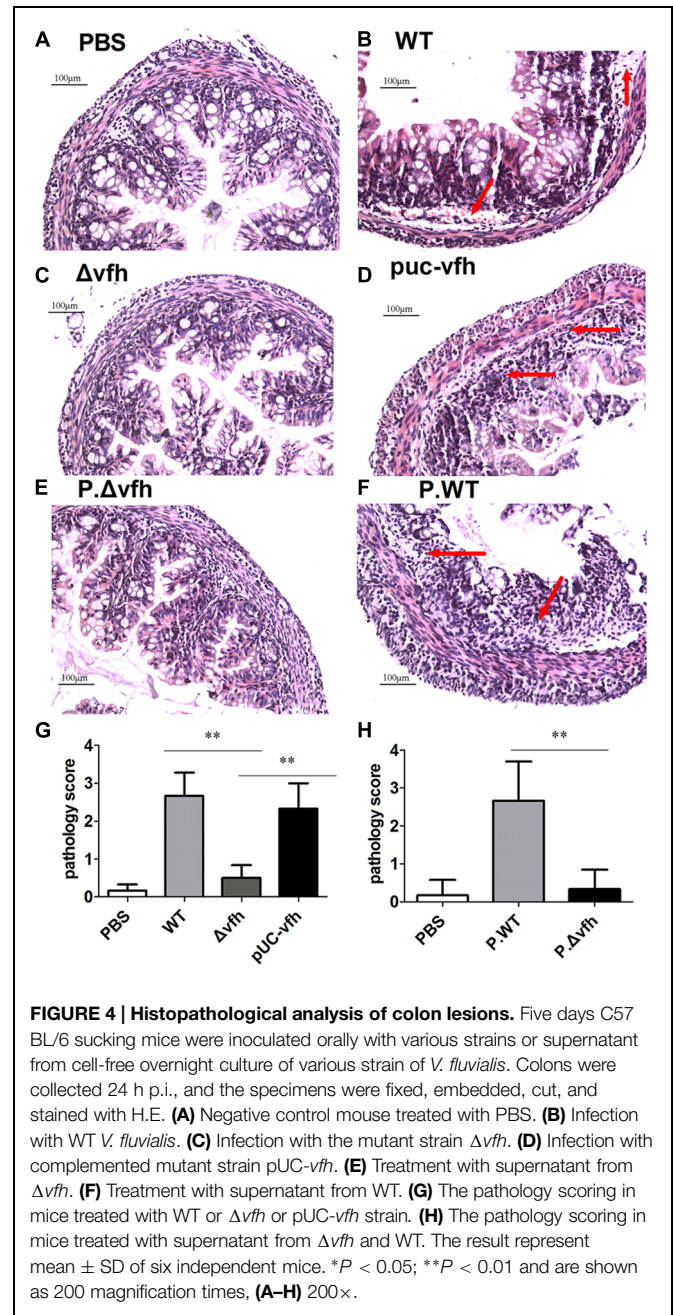 A PBS
100μm
B WT
100μm
C Δvfh
100μm
D puc-vfh
100μm
E P.Δvfh
100μm
F P.WT
100μm
G
pathology score
4
3
2
1
0
**
**
PBS
WT
Δvfh
pUC-vfh
H
pathology score
4
3
2
1
0
**
PBS
P.WT
P.Δvfh
FIGURE 4 | Histopathological analysis of colon lesions. Five days C57
BL/6 sucking mice were inoculated orally with various strains or supernatant
from cell-free overnight culture of various strain of V. fluvialis. Colons were
collected 24 h p.i., and the specimens were fixed, embedded, cut, and
stained with H.E. (A) Negative control mouse treated with PBS. (B) Infection
with WT V. fluvialis. (C) Infection with the mutant strain Δvfh. (D) Infection with
complemented mutant strain pUC-vfh. (E) Treatment with supernatant from
Δvfh. (F) Treatment with supernatant from WT. (G) The pathology scoring in
mice treated with WT or Δvfh or pUC-vfh strain. (H) The pathology scoring in
mice treated with supernatant from Δvfh and WT. The result represent
mean ± SD of six independent mice. *P < 0.05; **P < 0.01 and are shown
as 200 magnification times, (A–H) 200×.